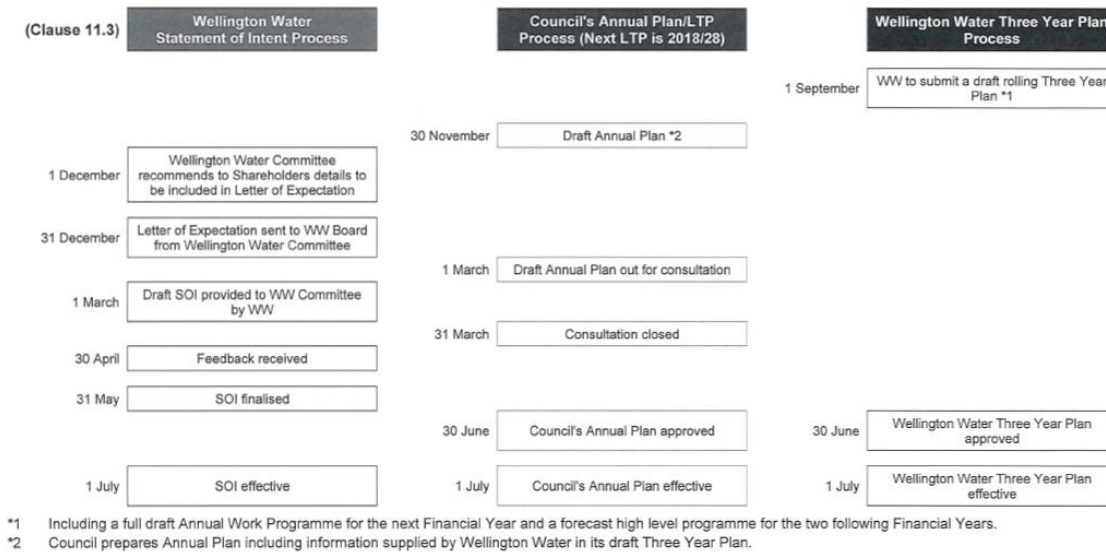 (Clause 11.3)
Wellington Water
Statement of Intent Process
Council's Annual Plan/LTP
Process (Next LTP is 2018/28)
Wellington Water Three Year Plan
Process
1 September
WW to submit a draft rolling Three Year
Plan *1
30 November
Draft Annual Plan *2
1 December
Wellington Water Committee
recommends to Shareholders details to
be included in Letter of Expectation
31 December
Letter of Expectation sent to WW Board
from Wellington Water Committee
1 March
Draft Annual Plan out for consultation
1 March
Draft SOI provided to WW Committee
by WW
31 March
Consultation closed
30 April
Feedback received
31 May
SOI finalised
30 June
Council's Annual Plan approved
30 June
Wellington Water Three Year Plan
approved
1 July
SOI effective
1 July
Council's Annual Plan effective
1 July
Wellington Water Three Year Plan
effective
*1 Including a full draft Annual Work Programme for the next Financial Year and a forecast high level programme for the two following Financial Years.
*2 Council prepares Annual Plan including information supplied by Wellington Water in its draft Three Year Plan.